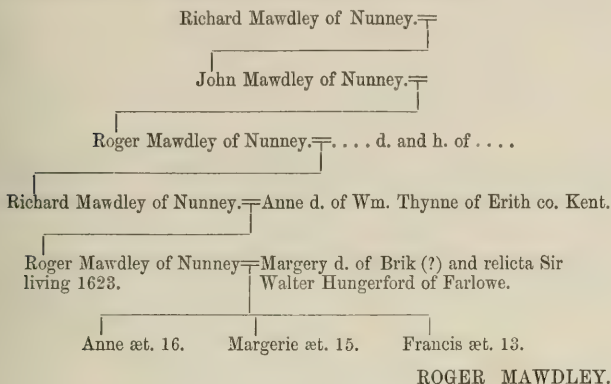 Richard Mawdley of Nunney.
John Mawdley of Nunney.
Roger Mawdley of Nunney. . . . . d. and h. of . . . .
Richard Mawdley of Nunney. Anne d. of Wm. Thynne of Erith co. Kent.
Roger Mawdley of Nunney Margery d. of Brik (?) and relicta Sir
living 1623. Walter Hungerford of Farlowe.
Anne æt. 16. Margerie æt. 15. Francis æt. 13.
ROGER MAWDLEY.